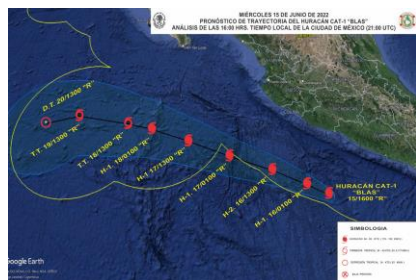 MIÉRCOLES 15 DE JUNIO DE 2022
PRONÓSTICO DE TRAYECTORIA DEL HURACÁN CAT-1 "BLAS"
ANÁLISIS DE LAS 16:00 HRS. TIEMPO LOCAL DE LA CIUDAD DE MÉXICO (21:00 UTC)
D.T. 20/1300 "R"
T.T. 19/1300 "R"
T.T. 18/1300 "R"
H-1. 18/0100 "R"
H-1 17/1300 "R"
H-1. 17/0100 "R"
H-2. 16/1300 "R"
H-1. 16/0100 "R"
HURACÁN CAT-1
"BLAS"
15/1600 "R"
SIMBOLOGIA
Google Earth